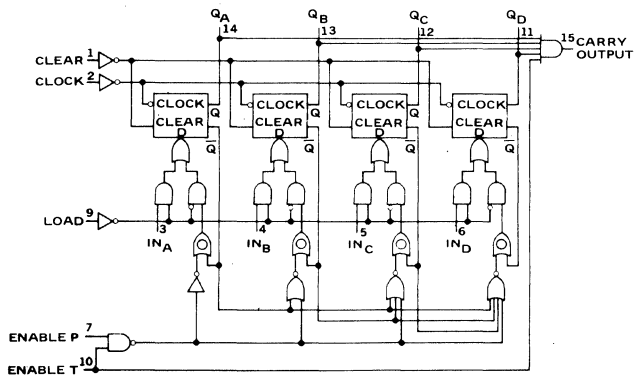 QA QB QC QD
14 13 12 11
15 CARRY OUTPUT
CLEAR 1
CLOCK 2
CLOCK Q CLOCK Q CLOCK Q CLOCK Q
CLEAR CLEAR CLEAR CLEAR
D Q D Q D Q D Q
LOAD 9
3 4 5 6
INA INB INC IND
ENABLE P 7
ENABLE T 10